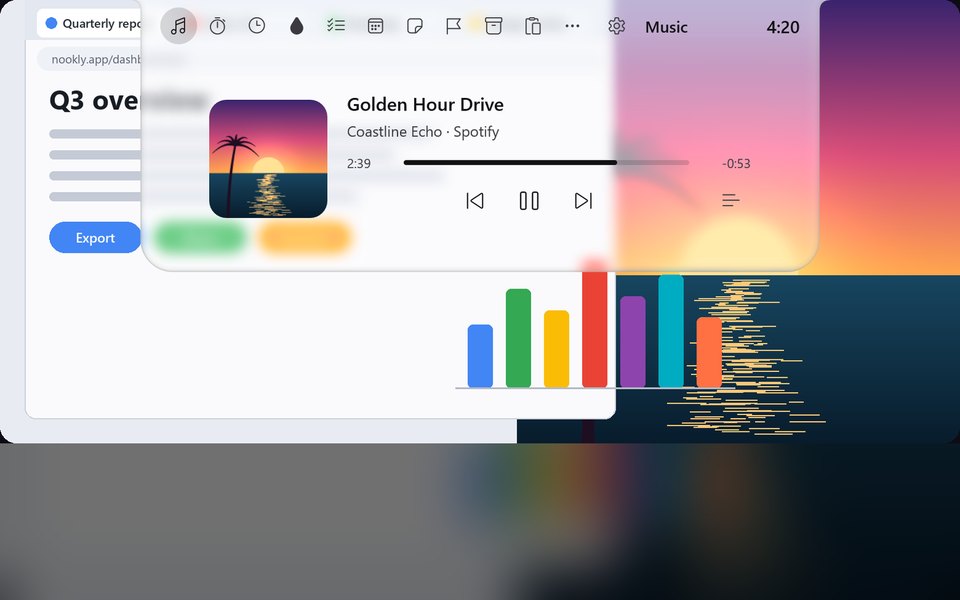 Quarterly repo
Music
4:20
nookly.app/dashb
Q3 overview
Golden Hour Drive
Coastline Echo · Spotify
2:39
-0:53
Export